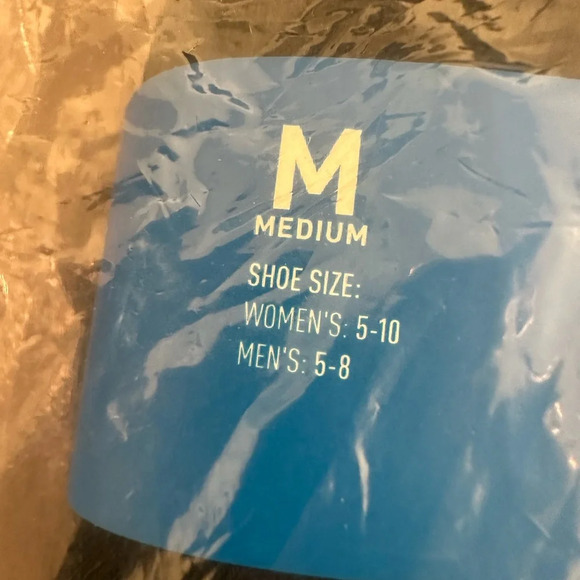 M
MEDIUM
SHOE SIZE:
WOMEN'S: 5-10
MEN'S: 5-8